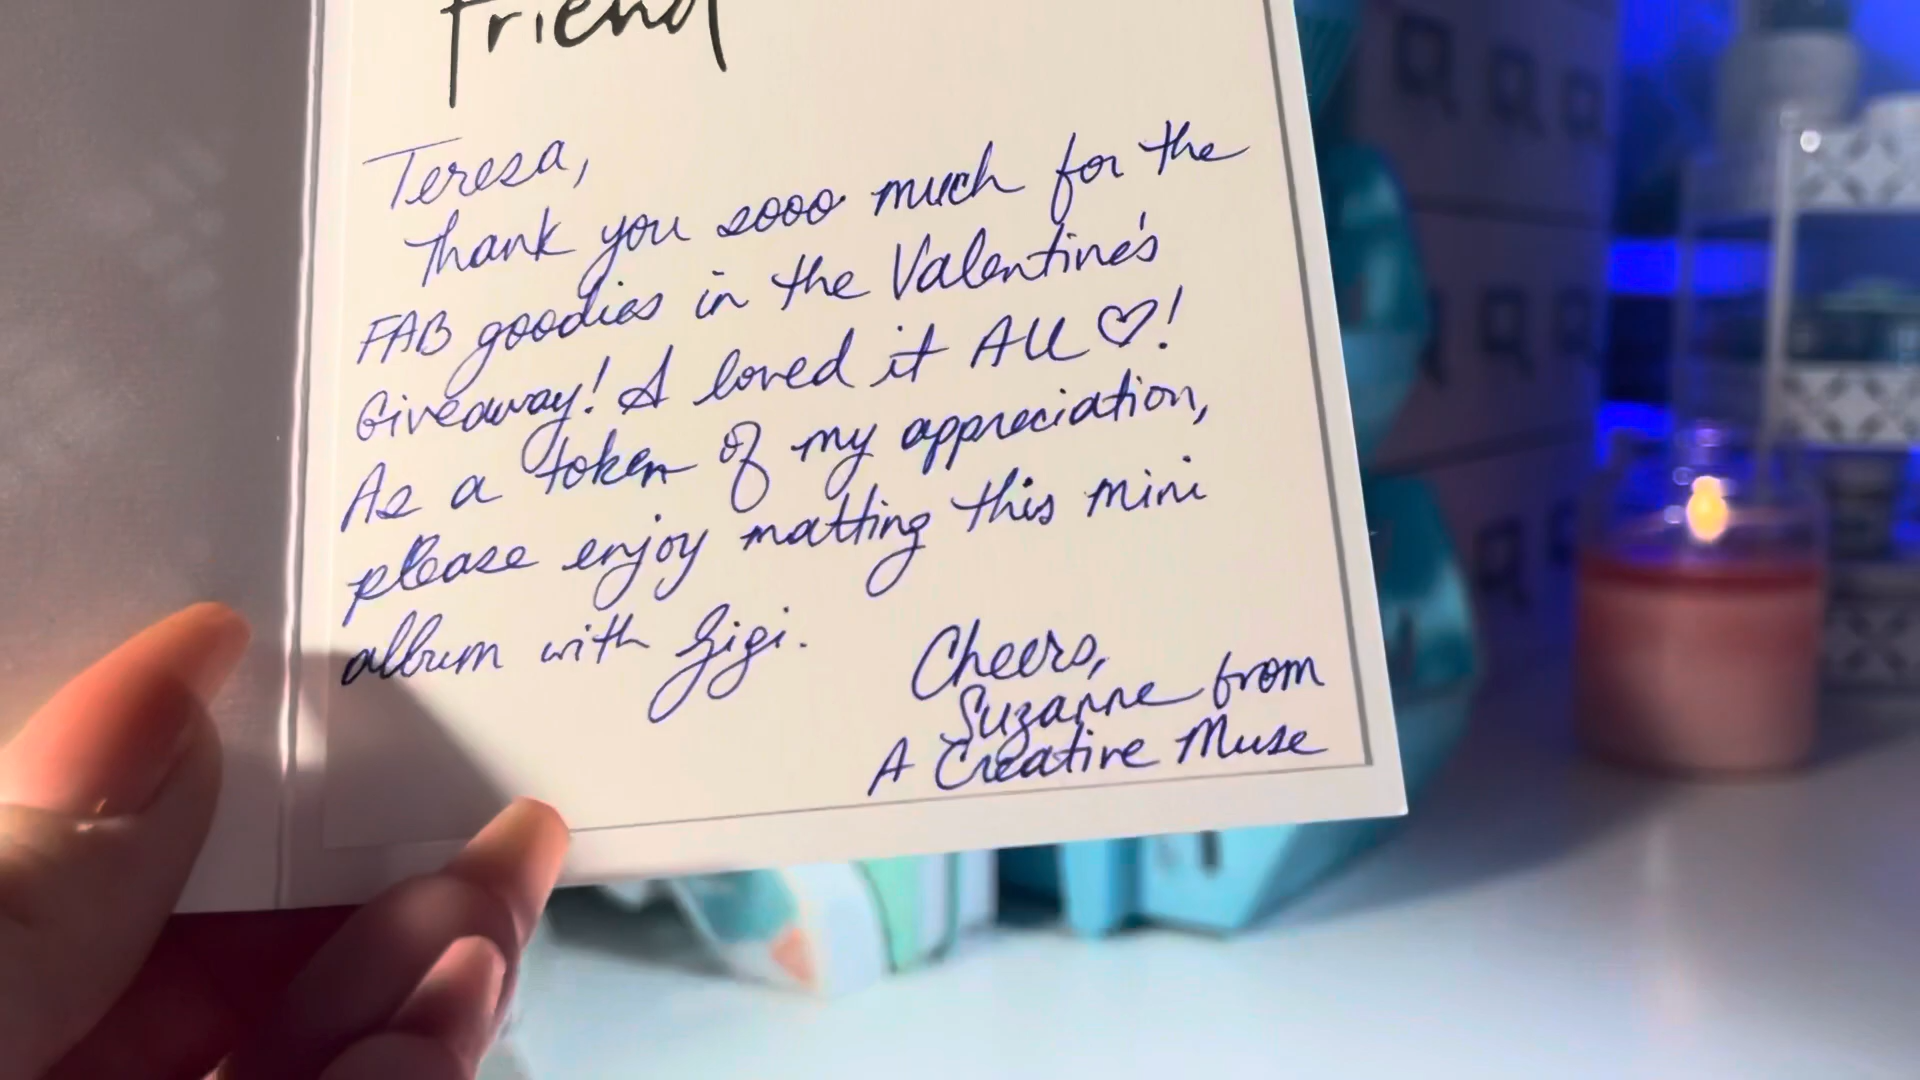 Friend
Teresa,
Thank you sooo much for the
FAB goodies in the Valentine's
Giveaway! I loved it All ♡!
As a token of my appreciation,
please enjoy matting this mini
album with Gigi.
Cheers,
Suzanne from
A Creative Muse